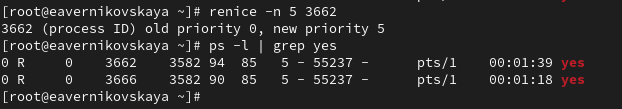 [root@eavernikovskaya ~]# renice -n 5 3662
3662 (process ID) old priority 0, new priority 5
[root@eavernikovskaya ~]# ps -l | grep yes
0 R     0    3662    3582 94  85   5 - 55237 -      pts/1    00:01:39 yes
0 R     0    3666    3582 90  85   5 - 55237 -      pts/1    00:01:18 yes
[root@eavernikovskaya ~]#